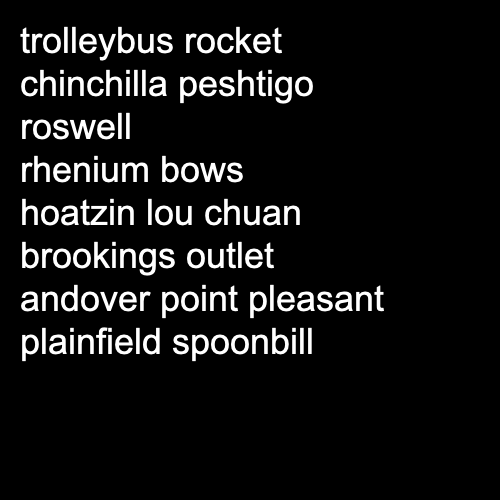 trolleybus rocket
chinchilla peshtigo
roswell
rhenium bows
hoatzin lou chuan
brookings outlet
andover point pleasant
plainfield spoonbill